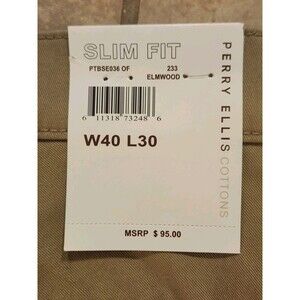 SLIM FIT
PTBSE036 OF 233
ELMWOOD
6 11318 73248 6
W40 L30
MSRP $ 95.00
PERRY ELLIS COTTONS